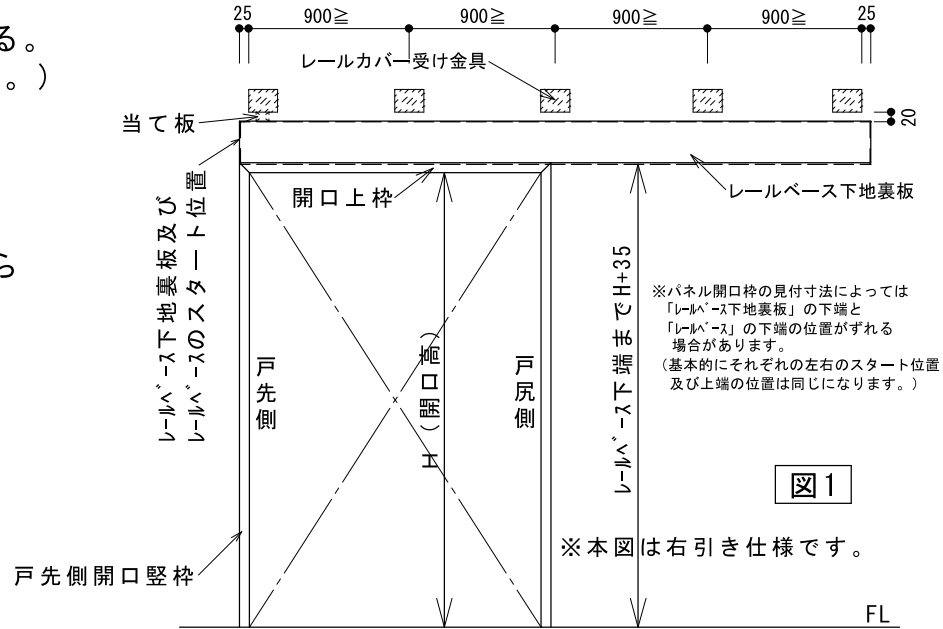 る。
。)
ら
25 900≧ 900≧ 900≧ 900≧ 25
レールカバー受け金具
当て板
20
開口上枠
レールベース下地裏板
レールベース下地裏板及び
レールベースのスタート位置
戸先側
H(開口高)
戸尻側
レールベース下端までH+35
※パネル開口枠の見付寸法によっては
「レールベース下地裏板」の下端と
「レールベース」の下端の位置がずれる
場合があります。
(基本的にそれぞれの左右のスタート位置
及び上端の位置は同じになります。)
図1
※本図は右引き仕様です。
戸先側開口竪枠
FL